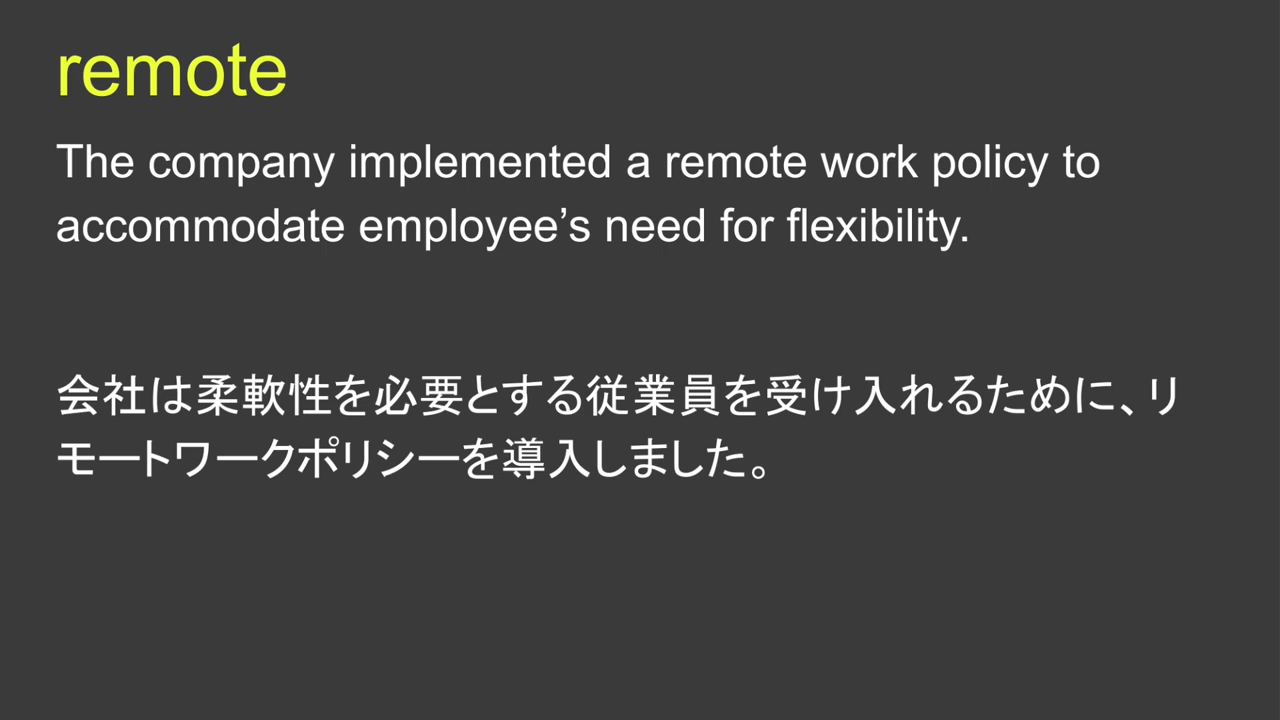 remote
The company implemented a remote work policy to
accommodate employee’s need for flexibility.
会社は柔軟性を必要とする従業員を受け入れるために、リ
モートワークポリシーを導入しました。